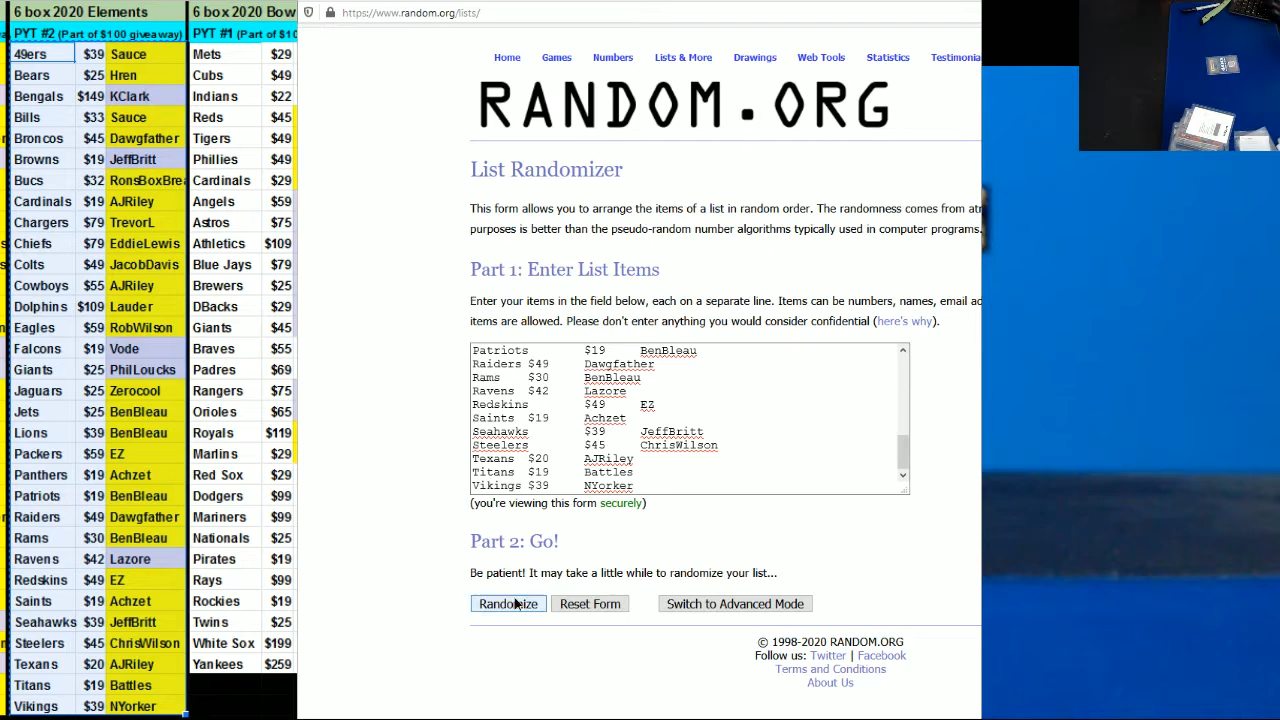 6 box 2020 Elements
PYT #2 (Part of $100 giveaway)
49ers $39 Sauce
Bears $25 Hren
Bengals $149 KClark
Bills $33 Sauce
Broncos $45 Dawgfather
Browns $19 JeffBritt
Bucs $32 RonsBoxBrea
Cardinals $19 AJRiley
Chargers $79 TrevorL
Chiefs $79 EddieLewis
Colts $49 JacobDavis
Cowboys $55 AJRiley
Dolphins $109 Lauder
Eagles $59 RobWilson
Falcons $19 Vode
Giants $25 PhilLoucks
Jaguars $25 Zerocool
Jets $25 BenBleau
Lions $39 BenBleau
Packers $59 EZ
Panthers $19 Achzet
Patriots $19 BenBleau
Raiders $49 Dawgfather
Rams $30 BenBleau
Ravens $42 Lazore
Redskins $49 EZ
Saints $19 Achzet
Seahawks $39 JeffBritt
Steelers $45 ChrisWilson
Texans $20 AJRiley
Titans $19 Battles
Vikings $39 NYorker
6 box 2020 Bow
PYT #1 (Part of $10
Mets $29
Cubs $49
Indians $22
Reds $45
Tigers $49
Phillies $49
Cardinals $29
Angels $59
Astros $75
Athletics $109
Blue Jays $79
Brewers $25
DBacks $29
Giants $45
Braves $55
Padres $69
Rangers $75
Orioles $65
Royals $119
Marlins $29
Red Sox $29
Dodgers $99
Mariners $99
Nationals $25
Pirates $19
Rays $99
Rockies $19
Twins $25
White Sox $199
Yankees $259
https://www.random.org/lists/
Home Games Numbers Lists & More Drawings Web Tools Statistics Testimonia
RANDOM.ORG
List Randomizer
This form allows you to arrange the items of a list in random order. The randomness comes from atr
purposes is better than the pseudo-random number algorithms typically used in computer programs.
Part 1: Enter List Items
Enter your items in the field below, each on a separate line. Items can be numbers, names, email ad
items are allowed. Please don't enter anything you would consider confidential (here's why).
Patriots $19 BenBleau
Raiders $49 Dawgfather
Rams $30 BenBleau
Ravens $42 Lazore
Redskins $49 EZ
Saints $19 Achzet
Seahawks $39 JeffBritt
Steelers $45 ChrisWilson
Texans $20 AJRiley
Titans $19 Battles
Vikings $39 NYorker
(you're viewing this form securely)
Part 2: Go!
Be patient! It may take a little while to randomize your list...
Randomize Reset Form Switch to Advanced Mode
© 1998-2020 RANDOM.ORG
Follow us: Twitter | Facebook
Terms and Conditions
About Us